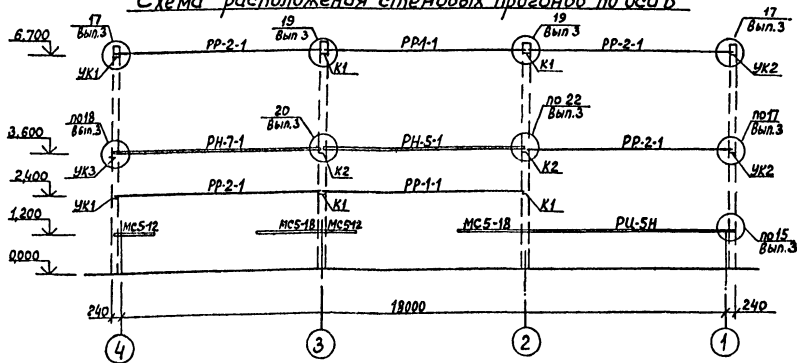 Схема расположения стеновых прогонов по оси В
17 19 19 17
Вып.3 Вып 3 Вып 3 Вып.3
6.700 РР-2-1 РР-1-1 РР-2-1
УК1 К1 К1 УК2
по18 20 по 22 по17
Вып.3 Вып.3 Вып.3 Вып.3
3,600 РН-7-1 РН-5-1 РР-2-1
УК3 К2 К2 УК2
2,400 РР-2-1 РР-1-1
УК1 К1 К1
1,200 МС5-12 МС5-18 МС5-12 МС5-18 РЦ-5Н
по15
Вып.3
0,000
240 18000 240
4 3 2 1